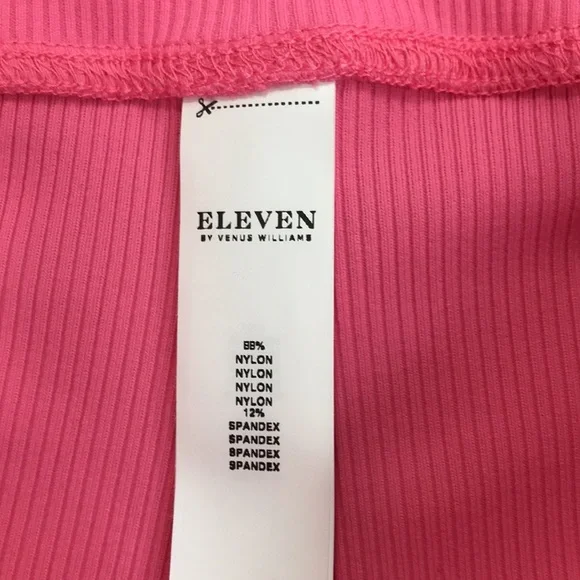 ELEVEN
BY VENUS WILLIAMS
88%
NYLON
NYLON
NYLON
NYLON
12%
SPANDEX
SPANDEX
SPANDEX
SPANDEX